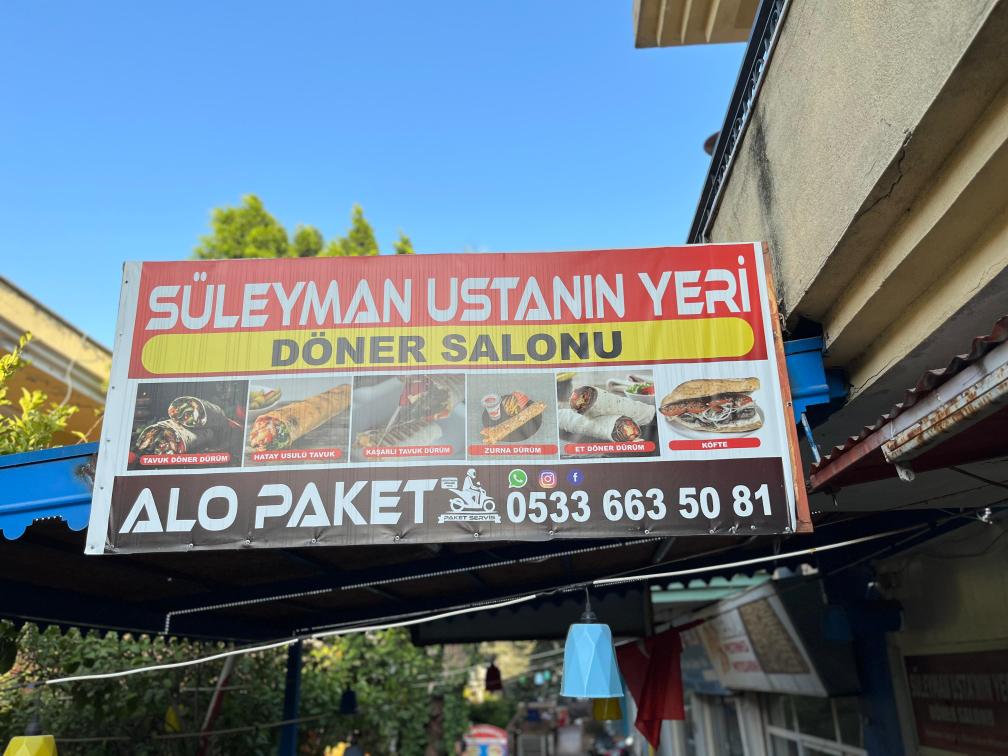 SÜLEYMAN USTANIN YERİ
DÖNER SALONU
TAVUK DÖNER DÜRÜM
HATAY USULÜ TAVUK
KAŞARLI TAVUK DÜRÜM
ZURNA DÜRÜM
ET DÖNER DÜRÜM
KÖFTE
ALO PAKET
PAKET SERVİS
0533 663 50 81
SÜLEYMAN USTANIN
DÖNER SALONU